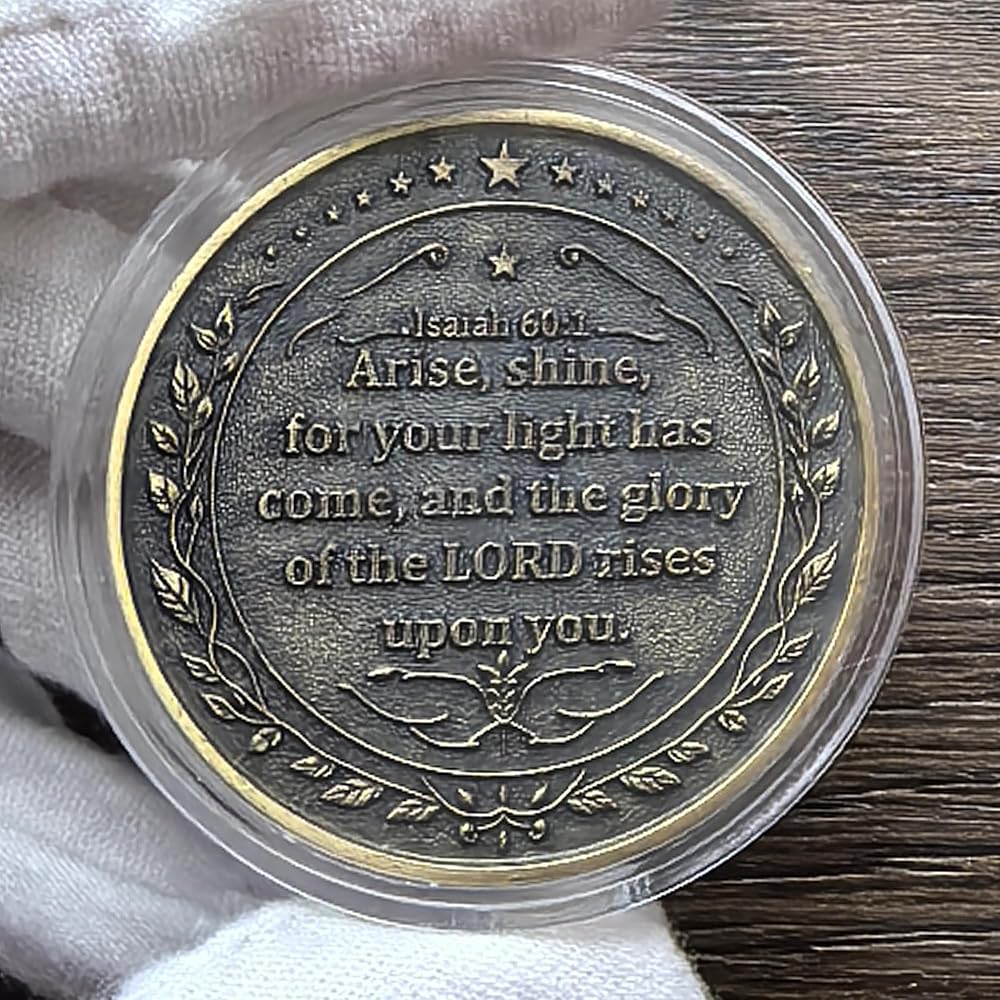 Isaiah 60:1
Arise, shine,
for your light has
come, and the glory
of the LORD rises
upon you.